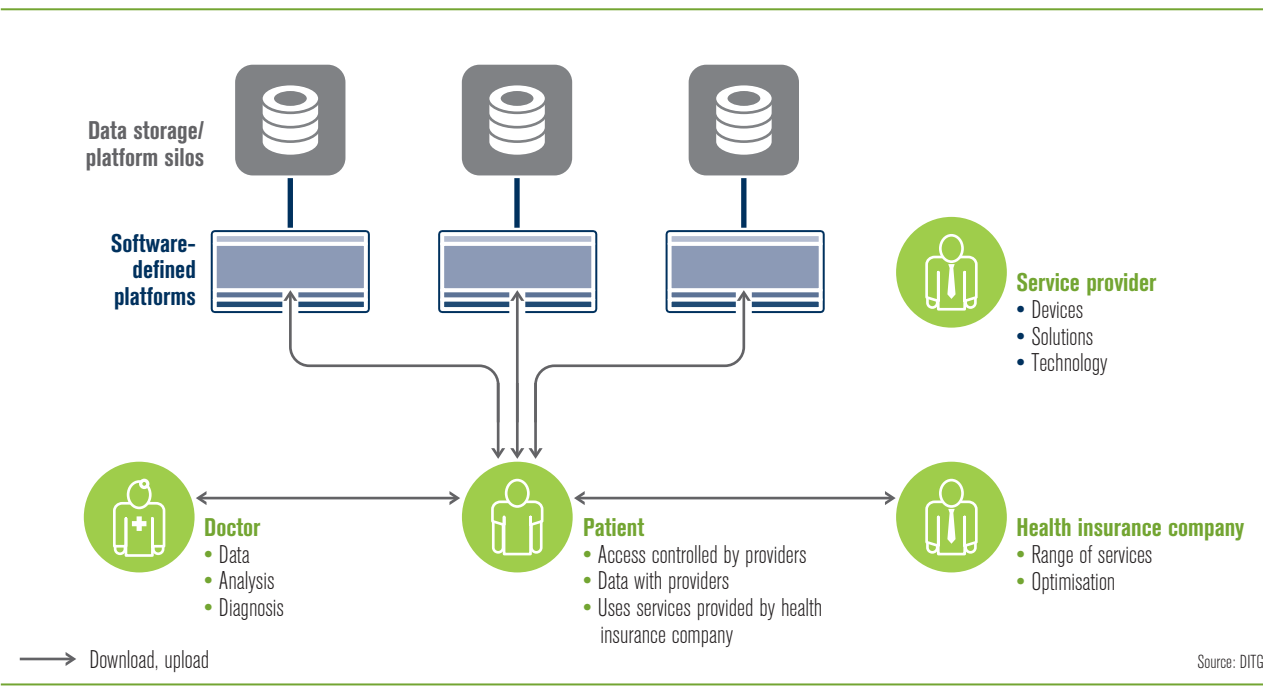 Data storage/
platform silos
Software-
defined
platforms
Service provider
• Devices
• Solutions
• Technology
Doctor
• Data
• Analysis
• Diagnosis
Patient
• Access controlled by providers
• Data with providers
• Uses services provided by health
insurance company
Health insurance company
• Range of services
• Optimisation
Download, upload
Source: DITG